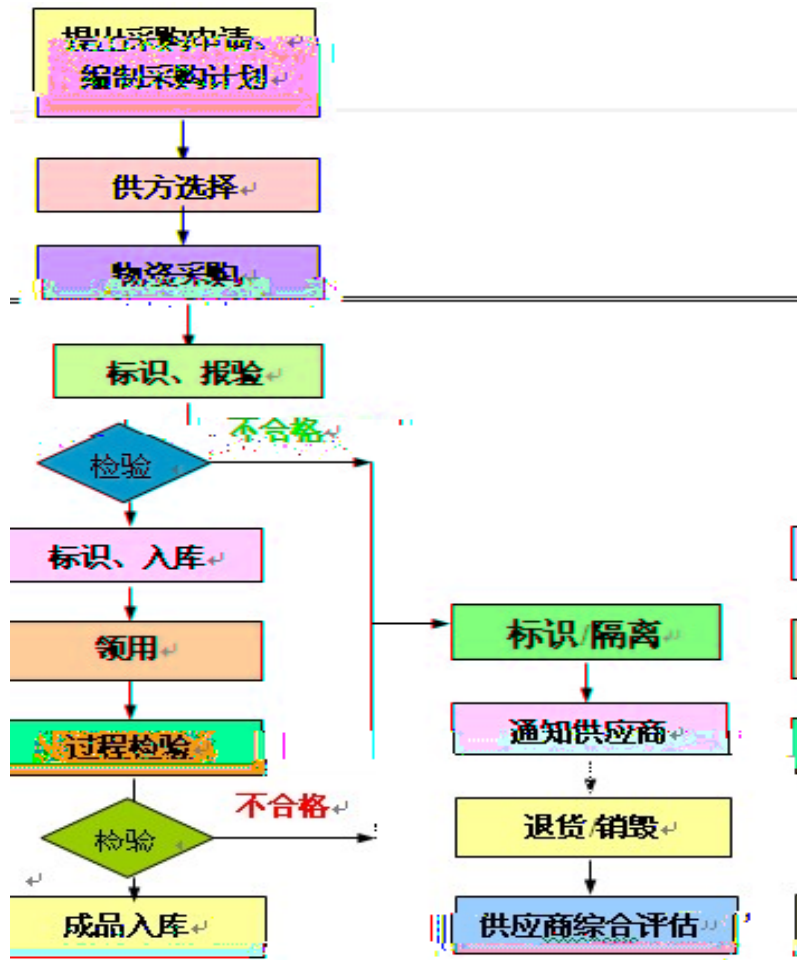 提出采购申请、
编制采购计划
供方选择
物资采购
标识、报验
不合格
检验
标识、入库
领用
过程检验
不合格
检验
成品入库
标识/隔离
通知供应商
退货/销毁
供应商综合评估